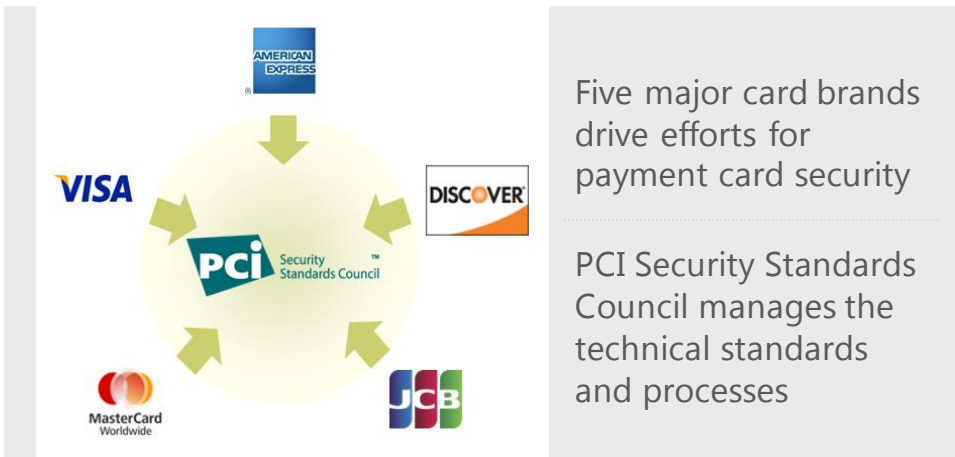 AMERICAN
EXPRESS
(R)
VISA
DISCOVER
PCi Security
Standards Council
TM
MasterCard
Worldwide
JCB
Five major card brands
drive efforts for
payment card security
PCI Security Standards
Council manages the
technical standards
and processes